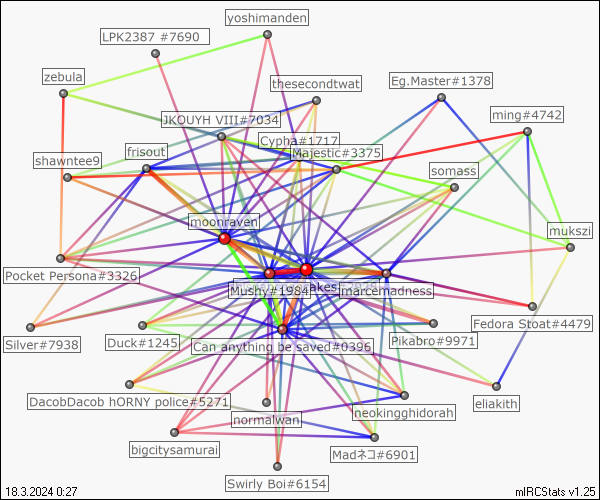 yoshimanden
LPK2387 #7690
zebula
thesecondtwat
Eg.Master#1378
JKOUYH VIII#7034
ming#4742
Cypha#1717
frisout
Majestic#3375
shawntee9
somass
moonraven
mukszi
Pocket Persona#3326
Mushy#1984
marcemadness
Fedora Stoat#4479
Silver#7938
Duck#1245
Can anything be saved#0396
Pikabro#9971
DacobDacob hORNY police#5271
eliakith
neokingghidorah
normalwan
bigcitysamurai
Madネコ#6901
Swirly Boi#6154
18.3.2024 0:27
mIRCStats v1.25